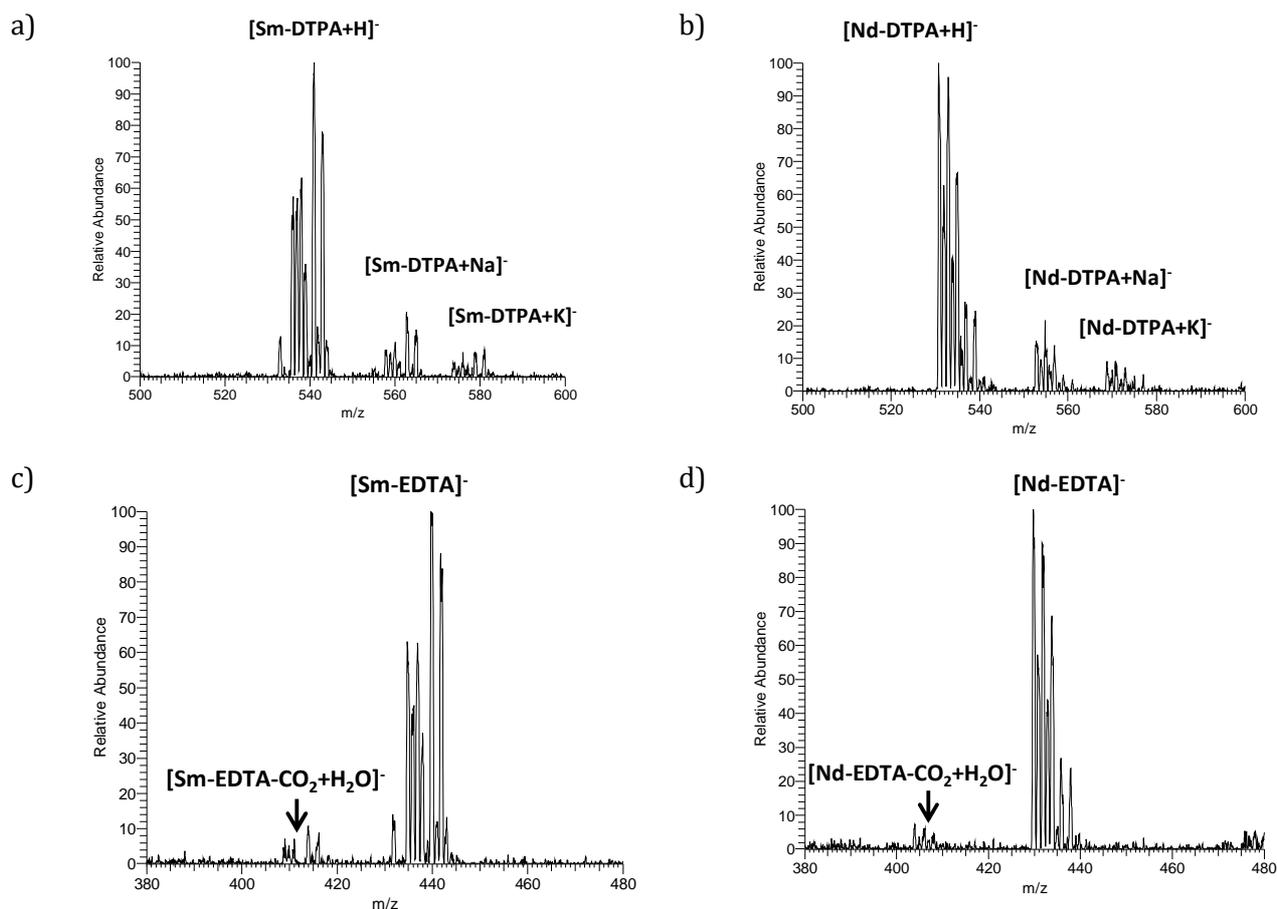 a)
[Sm-DTPA+H]-
100
90
80
70
60
50
40
30
20
10
0
Relative Abundance
[Sm-DTPA+Na]-
[Sm-DTPA+K]-
500 520 540 560 580 600
m/z
b)
[Nd-DTPA+H]-
100
90
80
70
60
50
40
30
20
10
0
Relative Abundance
[Nd-DTPA+Na]-
[Nd-DTPA+K]-
500 520 540 560 580 600
m/z
c)
[Sm-EDTA]-
100
90
80
70
60
50
40
30
20
10
0
Relative Abundance
[Sm-EDTA-CO2+H2O]-
380 400 420 440 460 480
m/z
d)
[Nd-EDTA]-
100
90
80
70
60
50
40
30
20
10
0
Relative Abundance
[Nd-EDTA-CO2+H2O]-
380 400 420 440 460 480
m/z